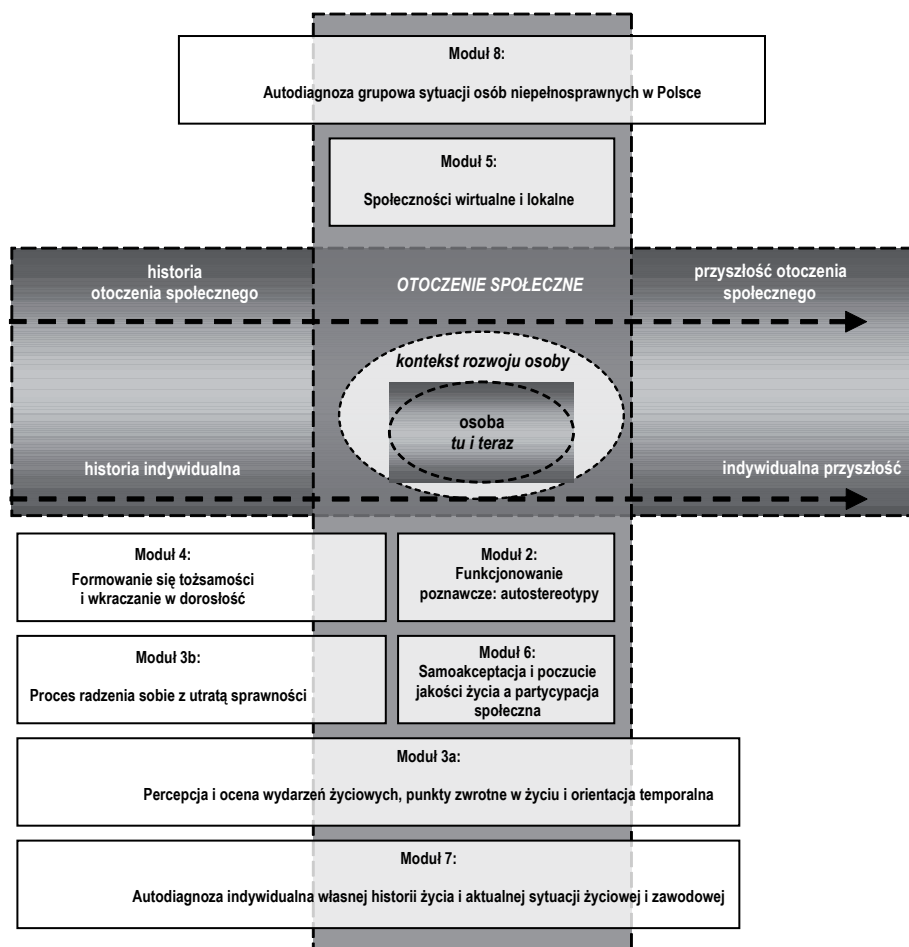 Moduł 8:
Autodiagnoza grupowa sytuacji osób niepełnosprawnych w Polsce
Moduł 5:
Społeczności wirtualne i lokalne
historia
otoczenia społecznego
OTOCZENIE SPOŁECZNE
przyszłość otoczenia
społecznego
kontekst rozwoju osoby
osoba
tu i teraz
historia indywidualna
indywidualna przyszłość
Moduł 4:
Formowanie się tożsamości
i wkraczanie w dorosłość
Moduł 2:
Funkcjonowanie
poznawcze: autostereotypy
Moduł 3b:
Proces radzenia sobie z utratą sprawności
Moduł 6:
Samoakceptacja i poczucie
jakości życia a partycypacja
społeczna
Moduł 3a:
Percepcja i ocena wydarzeń życiowych, punkty zwrotne w życiu i orientacja temporalna
Moduł 7:
Autodiagnoza indywidualna własnej historii życia i aktualnej sytuacji życiowej i zawodowej